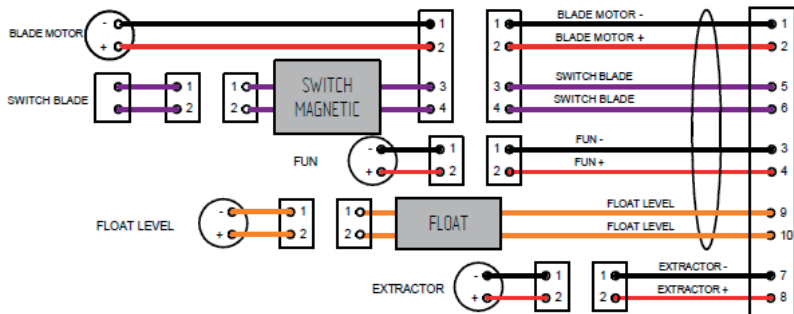 BLADE MOTOR - + 1 2 1 2 BLADE MOTOR - BLADE MOTOR + 1 2
SWITCH BLADE 1 2 1 2 SWITCH MAGNETIC 3 4 3 4 SWITCH BLADE SWITCH BLADE 5 6
FUN - + 1 2 1 2 FUN - FUN + 3 4
FLOAT LEVEL - + 1 2 1 2 FLOAT FLOAT LEVEL FLOAT LEVEL 9 10
EXTRACTOR - + 1 2 1 2 EXTRACTOR - EXTRACTOR + 7 8